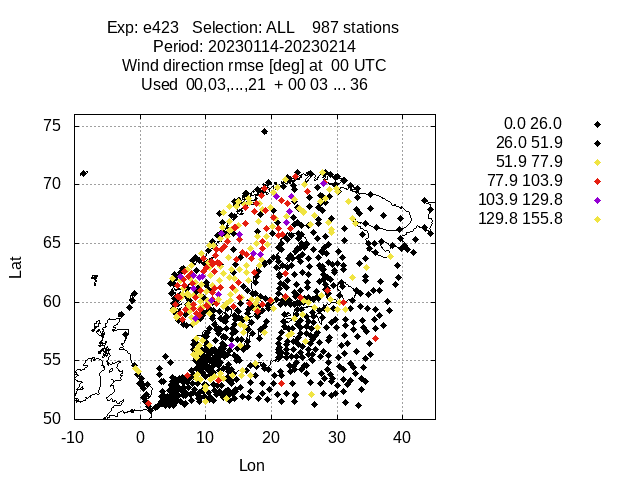 Exp: e423   Selection: ALL    987 stations
Period: 20230114-20230214
Wind direction rmse [deg] at  00 UTC
Used  00,03,...,21  + 00 03 ... 36
75
70
65
60
55
50
Lat
-10 0 10 20 30 40
Lon
0.0 26.0
26.0 51.9
51.9 77.9
77.9 103.9
103.9 129.8
129.8 155.8